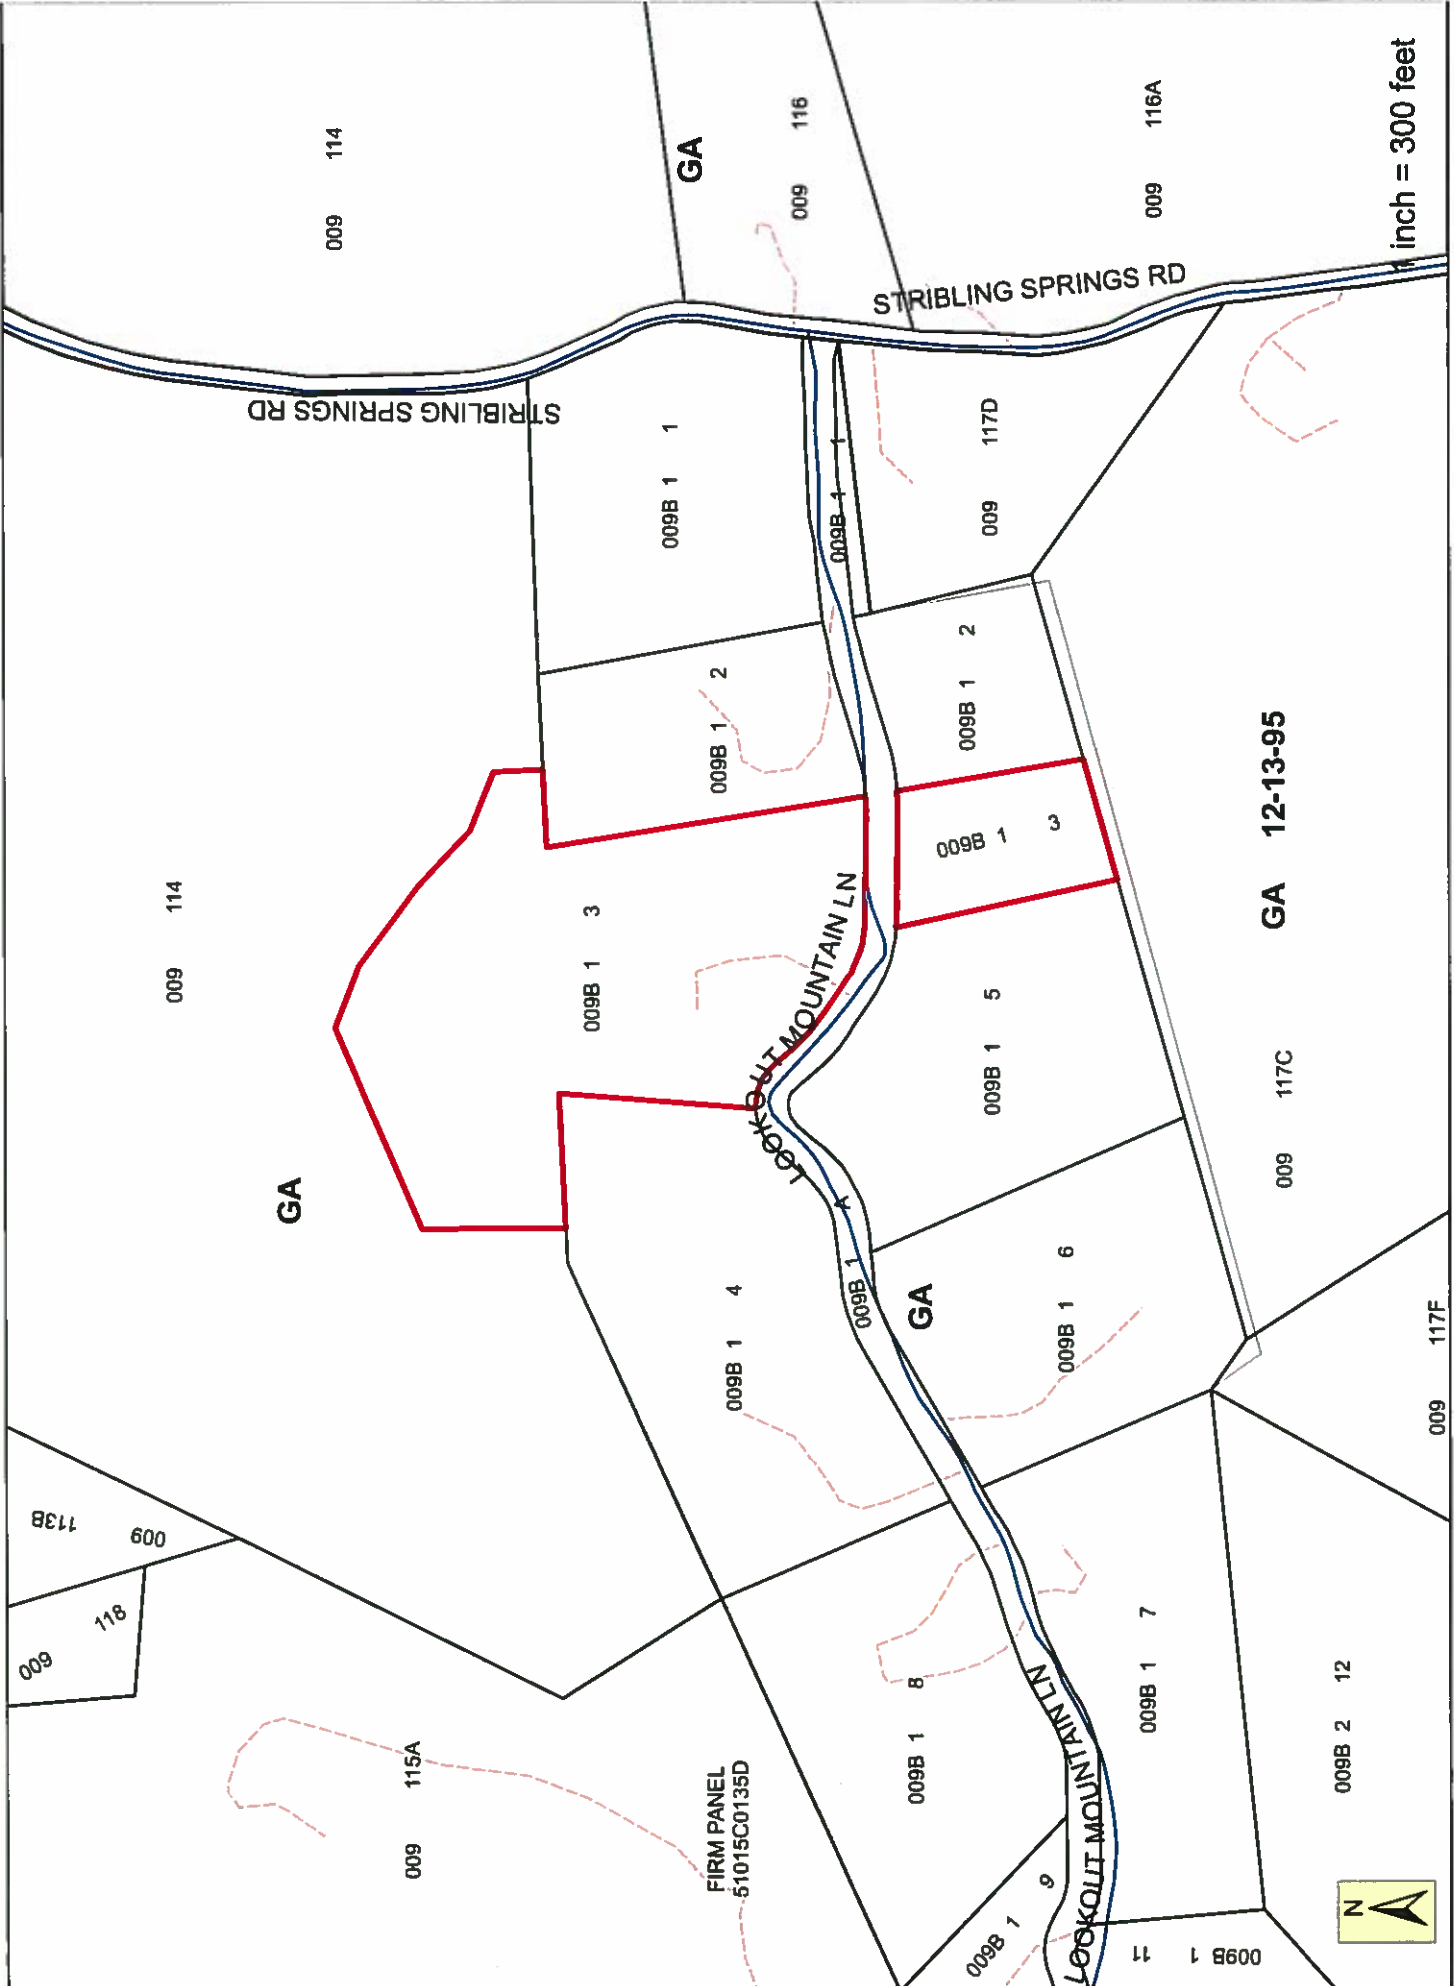 009 118
009 113B
009 114
GA
STRIBLING SPRINGS RD
009 114
009 115A
009B 1 3
009B 1 1
GA
FIRM PANEL
51015C0135D
009B 1 4
009B 1 2
009 116
LOOKOUT MOUNTAIN LN
009B 1 A
009B 1 1
STRIBLING SPRINGS RD
009B 1 8
GA
009B 1 3
009B 1 2
009B 1 5
009 117D
009B 1 9
LOOKOUT MOUNTAIN LN
009B 1 6
009B 1 7
009 116A
009B 1 11
GA 12-13-95
009 117C
009B 2 12
N
1 inch = 300 feet
009 117F